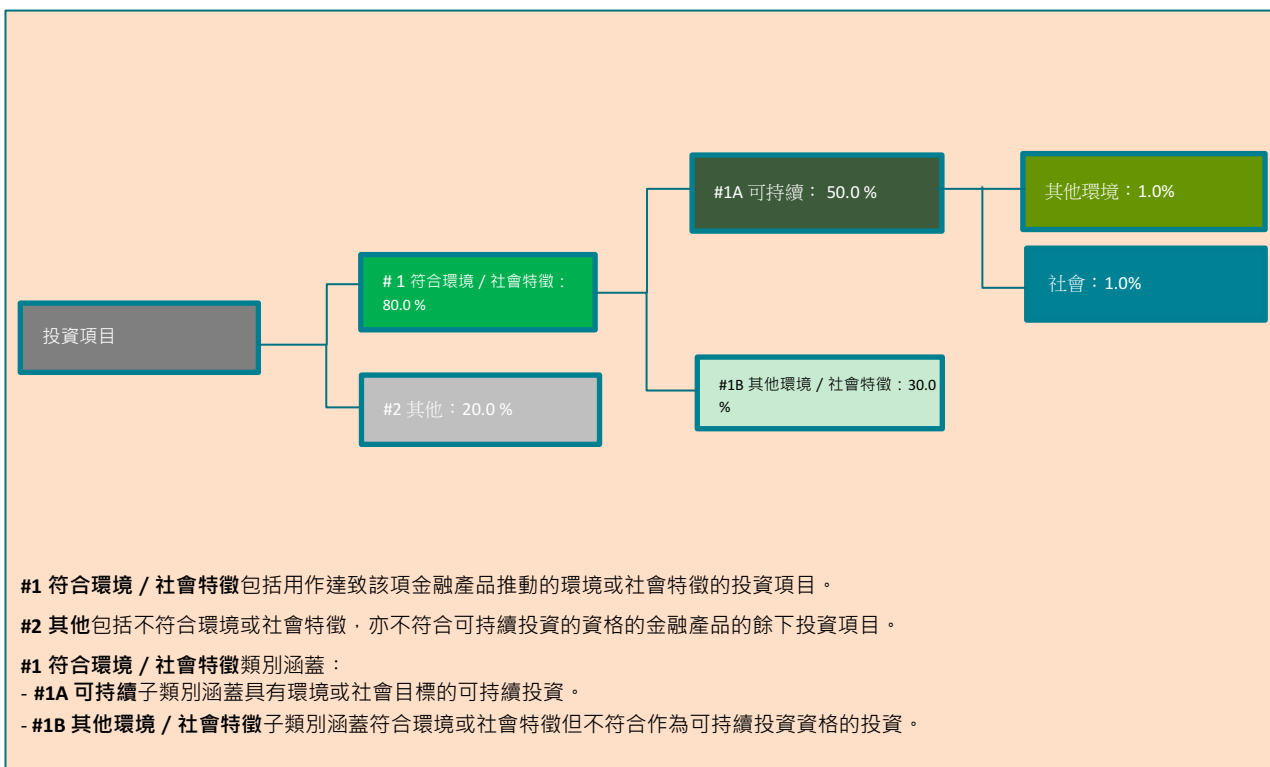 #1A 可持續： 50.0 %
其他環境：1.0%
# 1 符合環境 / 社會特徵：
80.0 %
社會：1.0%
投資項目
#1B 其他環境 / 社會特徵：30.0
%
#2 其他：20.0 %
#1 符合環境 / 社會特徵包括用作達致該項金融產品推動的環境或社會特徵的投資項目。
#2 其他包括不符合環境或社會特徵，亦不符合可持續投資的資格的金融產品的餘下投資項目。
#1 符合環境 / 社會特徵類別涵蓋：
- #1A 可持續子類別涵蓋具有環境或社會目標的可持續投資。
- #1B 其他環境 / 社會特徵子類別涵蓋符合環境或社會特徵但不符合作為可持續投資資格的投資。